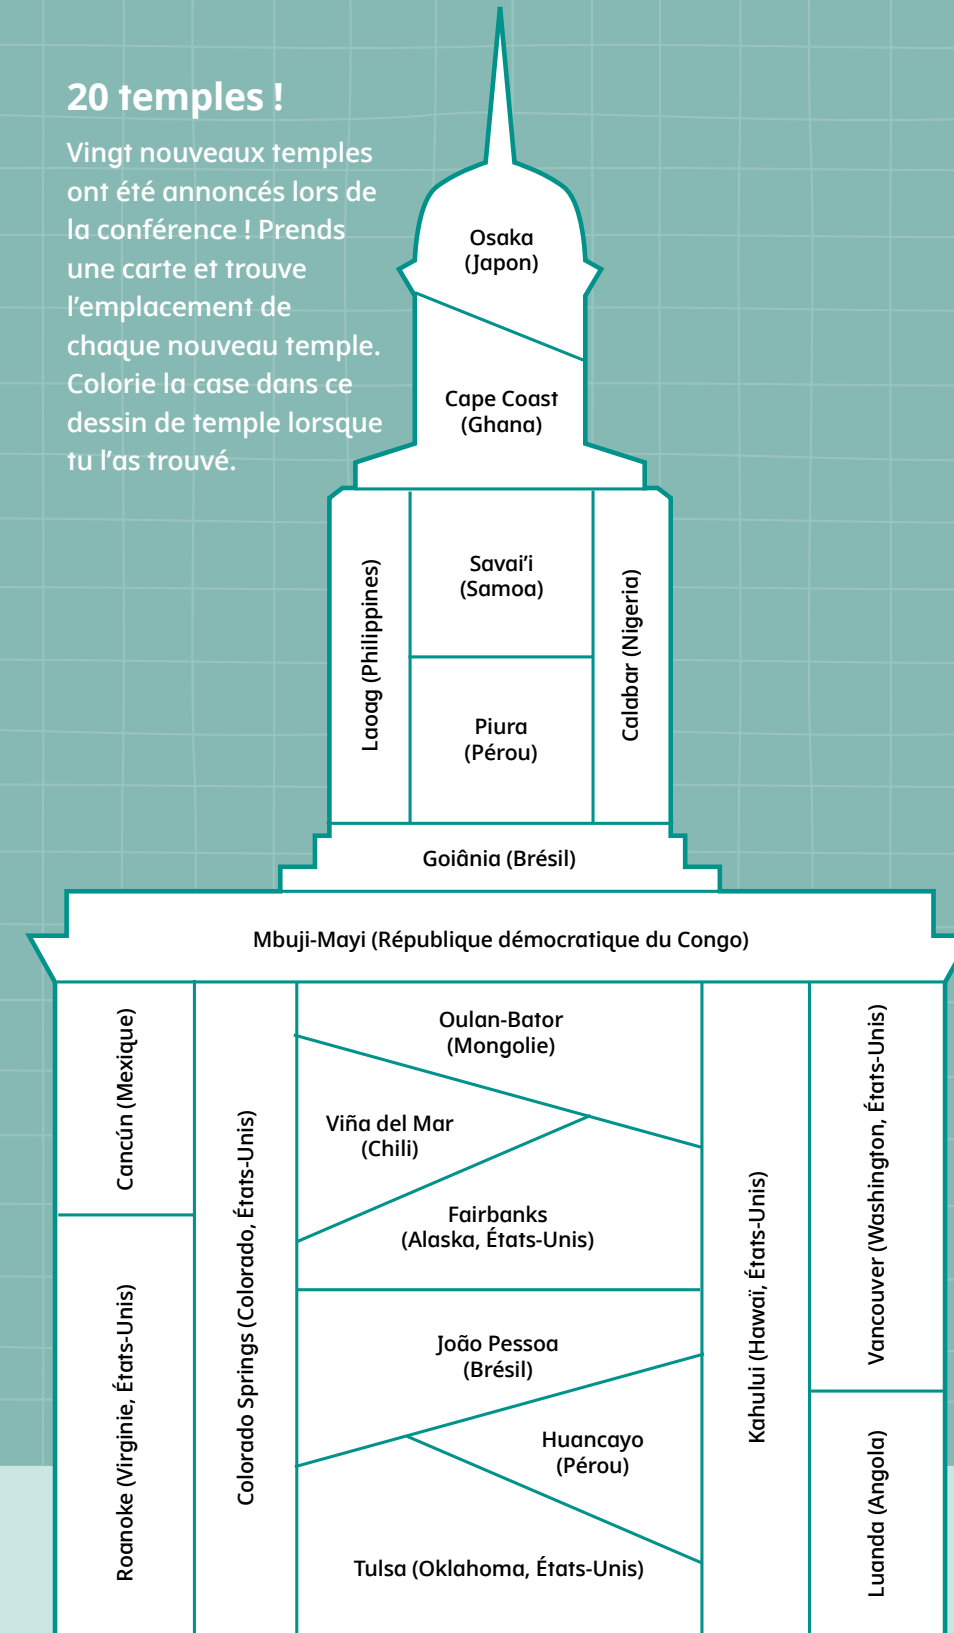 20 temples !
Vingt nouveaux temples
ont été annoncés lors de
la conférence ! Prends
une carte et trouve
l’emplacement de
chaque nouveau temple.
Colorie la case dans ce
dessin de temple lorsque
tu l’as trouvé.
Osaka
(Japon)
Cape Coast
(Ghana)
Laoag (Philippines)
Savai’i
(Samoa)
Calabar (Nigeria)
Piura
(Pérou)
Goiânia (Brésil)
Mbuji-Mayi (République démocratique du Congo)
Cancún (Mexique)
Roanoke (Virginie, États-Unis)
Colorado Springs (Colorado, États-Unis)
Oulan-Bator
(Mongolie)
Viña del Mar
(Chili)
Fairbanks
(Alaska, États-Unis)
João Pessoa
(Brésil)
Huancayo
(Pérou)
Tulsa (Oklahoma, États-Unis)
Kahului (Hawaï, États-Unis)
Vancouver (Washington, États-Unis)
Luanda (Angola)